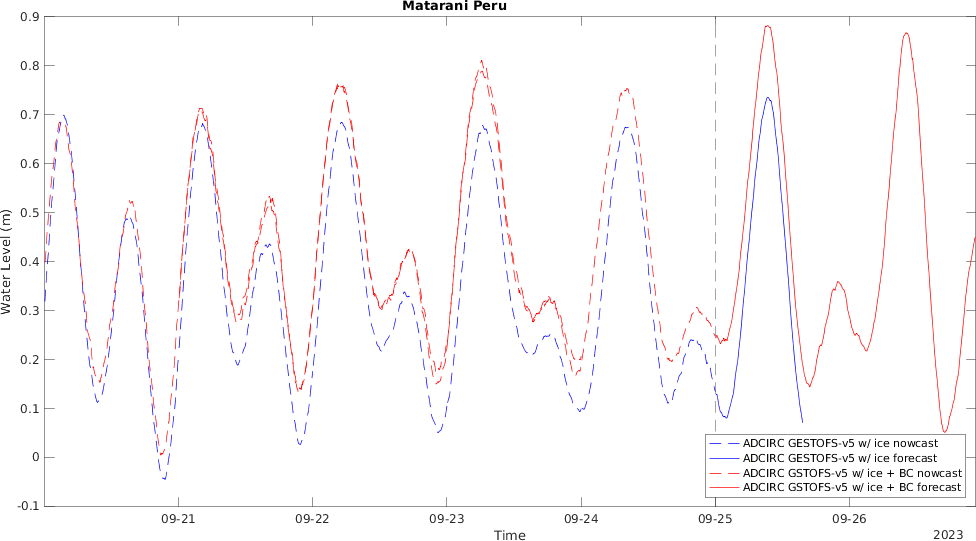 Matarani Peru
0.9
0.8
0.7
0.6
0.5
0.4
0.3
0.2
0.1
0
-0.1
Water Level (m)
09-21
09-22
09-23
09-24
09-25
09-26
Time
2023
ADCIRC GESTOFS-v5 w/ ice nowcast
ADCIRC GESTOFS-v5 w/ ice forecast
ADCIRC GSTOFS-v5 w/ ice + BC nowcast
ADCIRC GSTOFS-v5 w/ ice + BC forecast